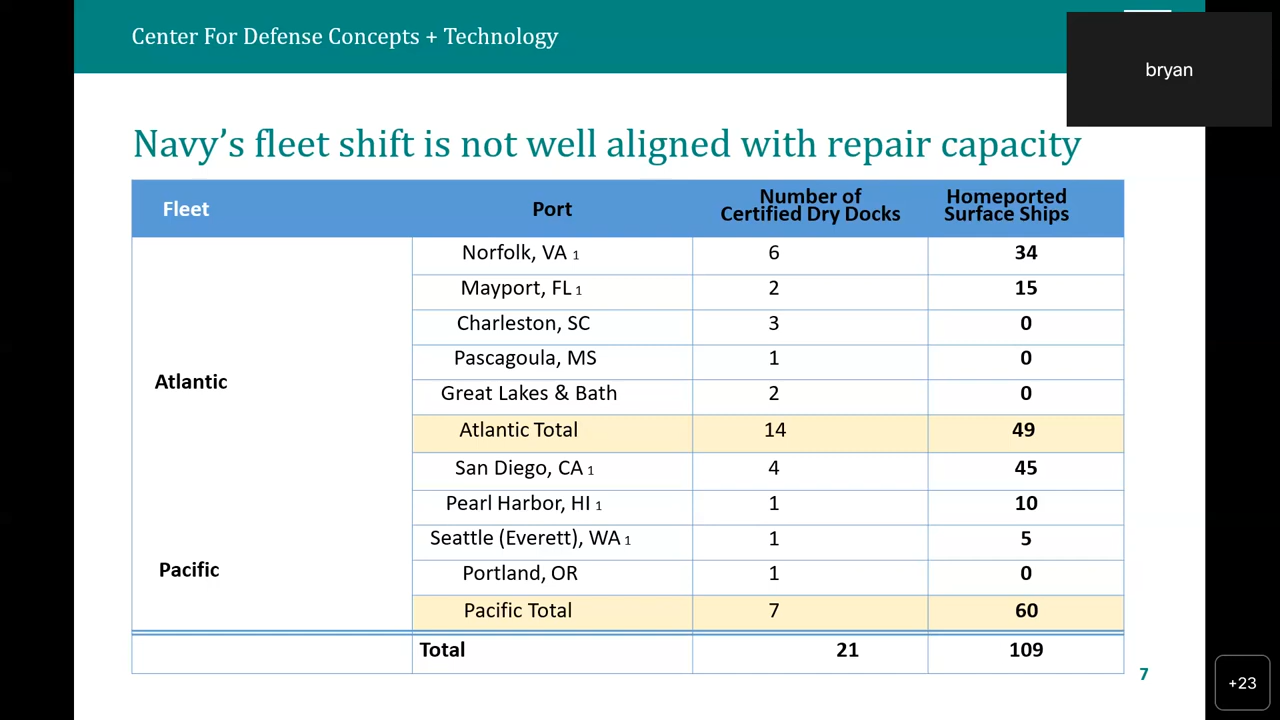 Center For Defense Concepts + Technology
bryan
Navy’s fleet shift is not well aligned with repair capacity
Fleet Port Number of Certified Dry Docks Homeported Surface Ships
Norfolk, VA 1 6 34
Mayport, FL 1 2 15
Charleston, SC 3 0
Pascagoula, MS 1 0
Atlantic
Great Lakes & Bath 2 0
Atlantic Total 14 49
San Diego, CA 1 4 45
Pearl Harbor, HI 1 1 10
Seattle (Everett), WA 1 1 5
Pacific
Portland, OR 1 0
Pacific Total 7 60
Total 21 109
7
+23